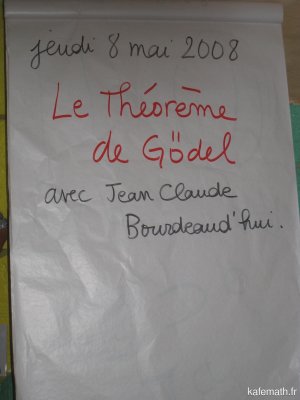 jeudi 8 mai 2008
Le Théorème
de Gödel
avec Jean Claude
Bourdeaud'hui.
kafemath.fr